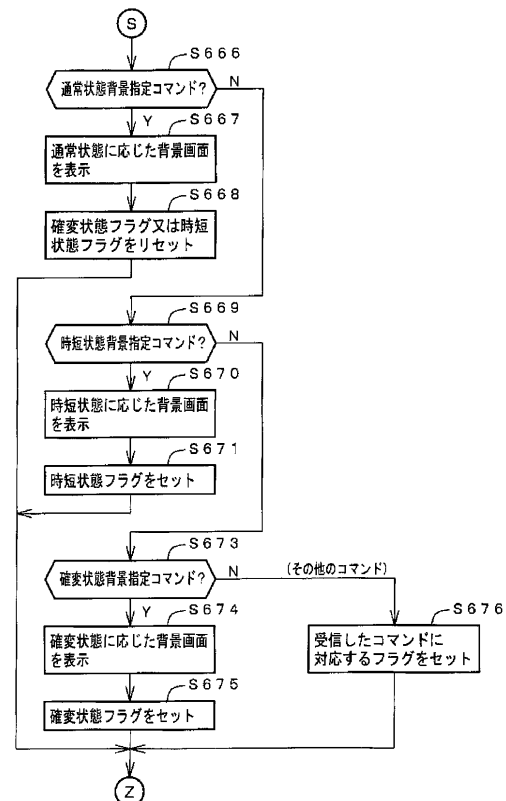 S
S666
通常状態背景指定コマンド?
N
Y
S667
通常状態に応じた背景画面
を表示
S668
確変状態フラグ又は時短
状態フラグをリセット
S669
時短状態背景指定コマンド?
N
Y
S670
時短状態に応じた背景画面
を表示
S671
時短状態フラグをセット
S673
確変状態背景指定コマンド?
N
(その他のコマンド)
Y
S674
確変状態に応じた背景画面
を表示
S676
受信したコマンドに
対応するフラグをセット
S675
確変状態フラグをセット
Z